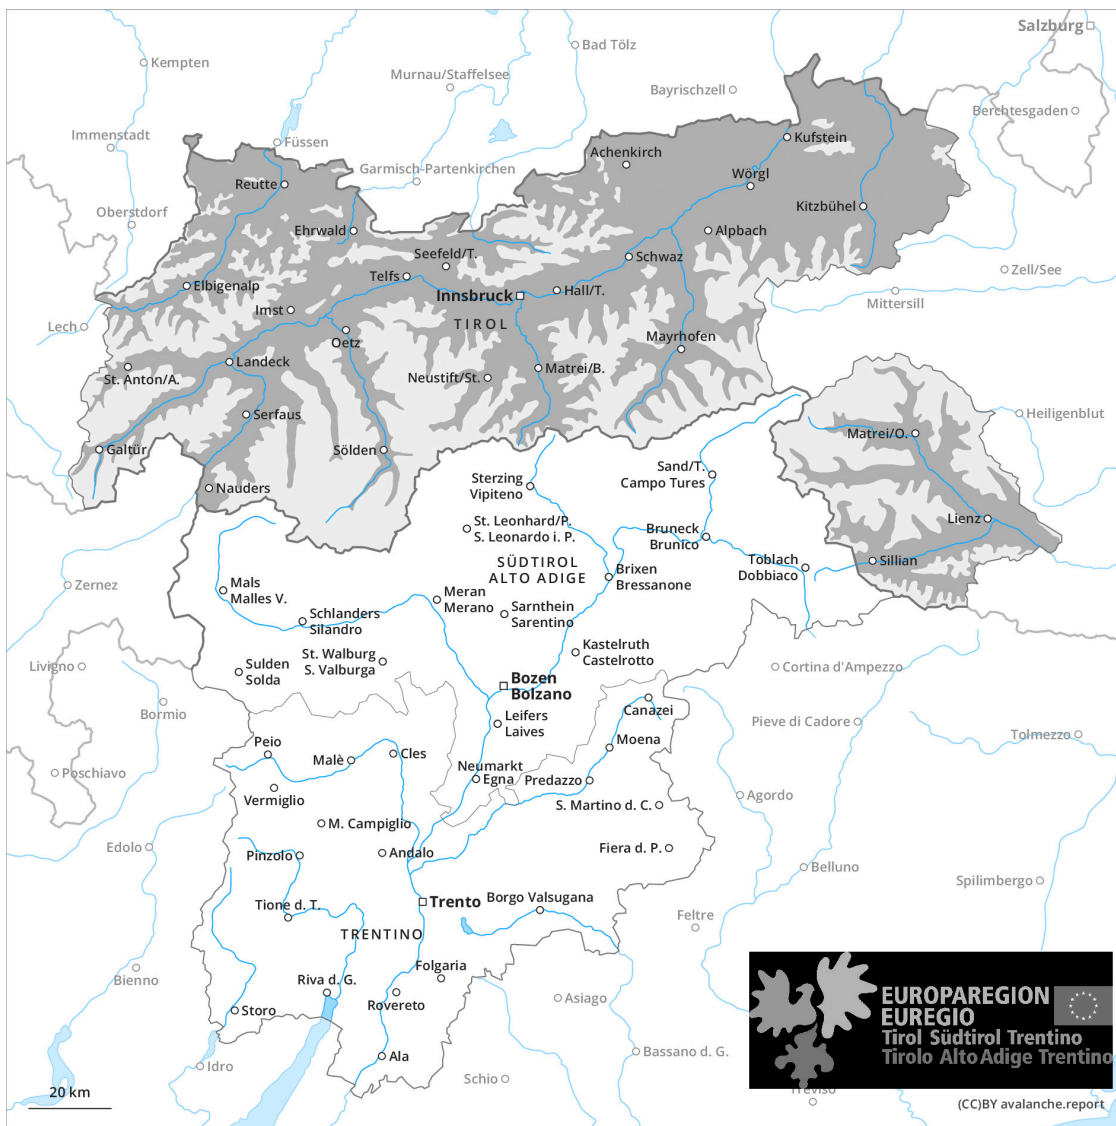 Salzburg
Bad Tölz
Kempten
Murnau/Staffelsee
Bayrischzell
Berchtesgaden
Immenstadt
Füssen
Kufstein
Achenkirch
Garmisch-Partenkirchen
Wörgl
Reutte
Oberstdorf
Kitzbühel
Ehrwald
Alpbach
Seefeld/T.
Schwaz
Zell/See
Telfs
Elbigenalp
Innsbruck
Hall/T.
Mittersill
Imst
Lech
TIROL
Oetz
Mayrhofen
Landeck
Matrei/B.
St. Anton/A.
Neustift/St.
Serfaus
Heiligenblut
Matrei/O.
Galtür
Sölden
Sand/T.
Campo Tures
Sterzing
Vipiteno
Nauders
St. Leonhard/P.
S. Leonardo i. P.
Lienz
Bruneck
Brunico
SÜDTIROL
ALTO ADIGE
Toblach
Dobbiaco
Sillian
Brixen
Bressanone
Zernez
Mals
Malles V.
Meran
Merano
Sarnthein
Sarentino
Schlanders
Silandro
Kastelruth
Castelrotto
St. Walburg
S. Valburga
Livigno
Sulden
Solda
Cortina d'Ampezzo
Bozen
Bolzano
Canazei
Bormio
Leifers
Laives
Pieve di Cadore
Tolmezzo
Peio
Moena
Malè
Cles
Neumarkt
Egna
Poschiavo
Predazzo
Vermiglio
Agordo
S. Martino d. C.
M. Campiglio
Edolo
Fiera d. P.
Pinzolo
Andalo
Belluno
Spilimbergo
Borgo Valsugana
Trento
Tione d. T.
Feltre
TRENTINO
Folgaria
Bienno
Riva d. G.
Rovereto
Asiago
Storo
EUROPAREGION
EUREGIO
Tirol Südtirol Trentino
Tirolo Alto Adige Trentino
Ala
Bassano d. G.
Idro
Schio
Treviso
20 km
(CC)BY avalanche.report